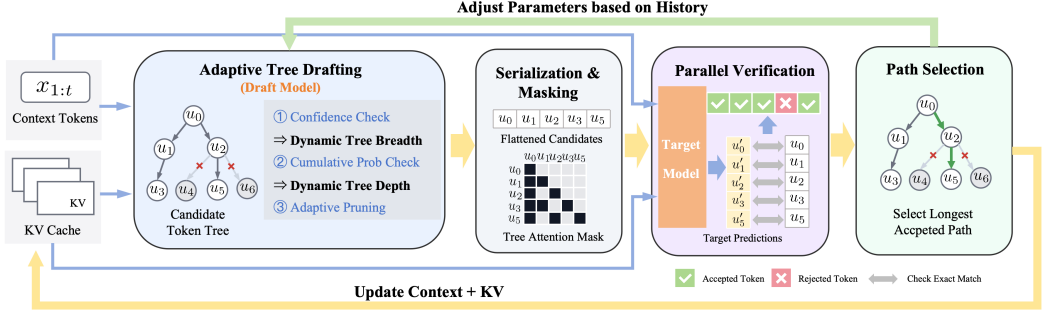 Adjust Parameters based on History
x1:t
Context Tokens
KV
KV Cache
Adaptive Tree Drafting
(Draft Model)
u0
u1
u2
u3
u4
u5
u6
Candidate
Token Tree
① Confidence Check
⇒ Dynamic Tree Breadth
② Cumulative Prob Check
⇒ Dynamic Tree Depth
③ Adaptive Pruning
Serialization &
Masking
u0 u1 u2 u3 u5
Flattened Candidates
u0 u1 u2 u3 u5
u0
u1
u2
u3
u5
Tree Attention Mask
Parallel Verification
Target
Model
u′0 u0
u′1 u1
u′2 u2
u′3 u3
u′5 u5
Target Predictions
Path Selection
u0
u1
u2
u3
u4
u5
u6
Select Longest
Accpeted Path
Accepted Token
Rejected Token
Check Exact Match
Update Context + KV